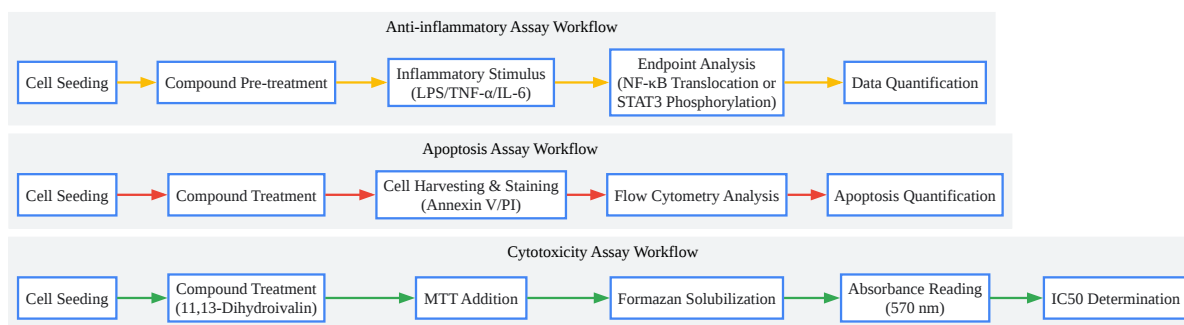 Anti-inflammatory Assay Workflow
Cell Seeding
Compound Pre-treatment
Inflammatory Stimulus
(LPS/TNF-α/IL-6)
Endpoint Analysis
(NF-κB Translocation or
STAT3 Phosphorylation)
Data Quantification
Apoptosis Assay Workflow
Cell Seeding
Compound Treatment
Cell Harvesting & Staining
(Annexin V/PI)
Flow Cytometry Analysis
Apoptosis Quantification
Cytotoxicity Assay Workflow
Cell Seeding
Compound Treatment
(11,13-Dihydroivalin)
MTT Addition
Formazan Solubilization
Absorbance Reading
(570 nm)
IC50 Determination